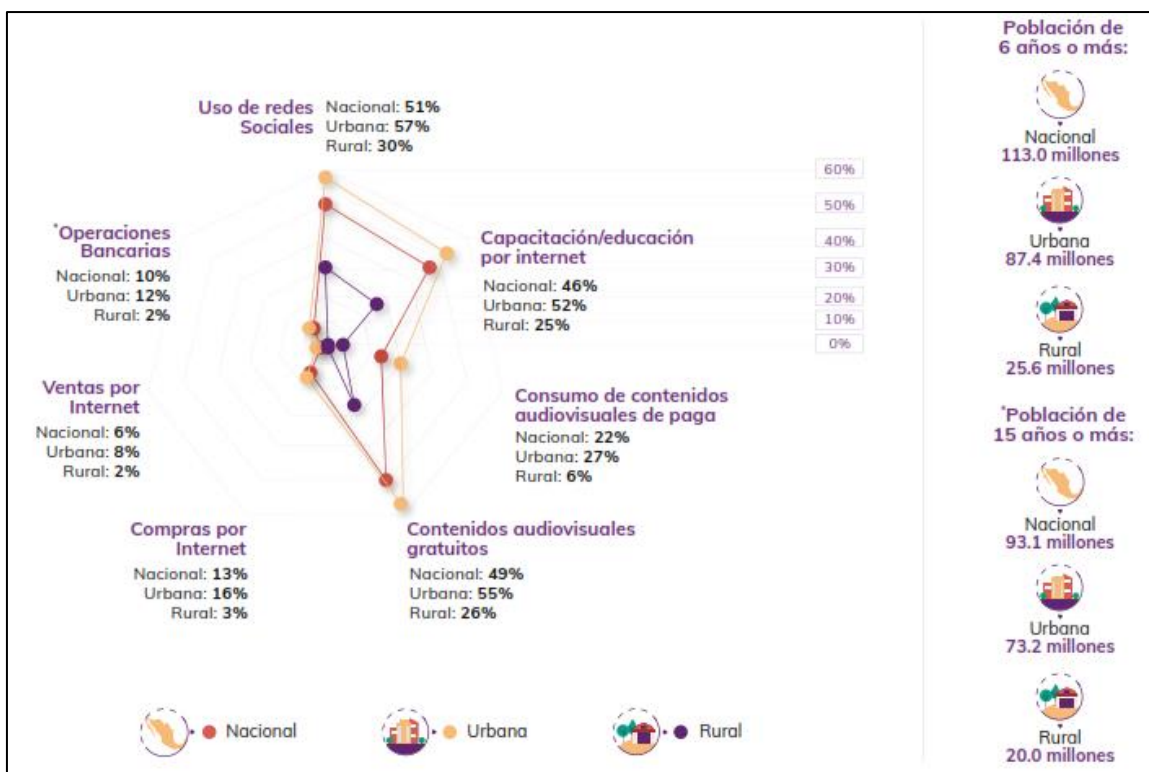 Uso de redes
Sociales
Nacional: 51%
Urbana: 57%
Rural: 30%
60%
50%
40%
30%
20%
10%
0%
Capacitación/educación
por internet
Nacional: 46%
Urbana: 52%
Rural: 25%
Consumo de contenidos
audiovisuales de paga
Nacional: 22%
Urbana: 27%
Rural: 6%
Contenidos audiovisuales
gratuitos
Nacional: 49%
Urbana: 55%
Rural: 26%
Compras por
Internet
Nacional: 13%
Urbana: 16%
Rural: 3%
Ventas por
Internet
Nacional: 6%
Urbana: 8%
Rural: 2%
*Operaciones
Bancarias
Nacional: 10%
Urbana: 12%
Rural: 2%
Nacional
Urbana
Rural
Población de
6 años o más:
Nacional
113.0 millones
Urbana
87.4 millones
Rural
25.6 millones
*Población de
15 años o más:
Nacional
93.1 millones
Urbana
73.2 millones
Rural
20.0 millones